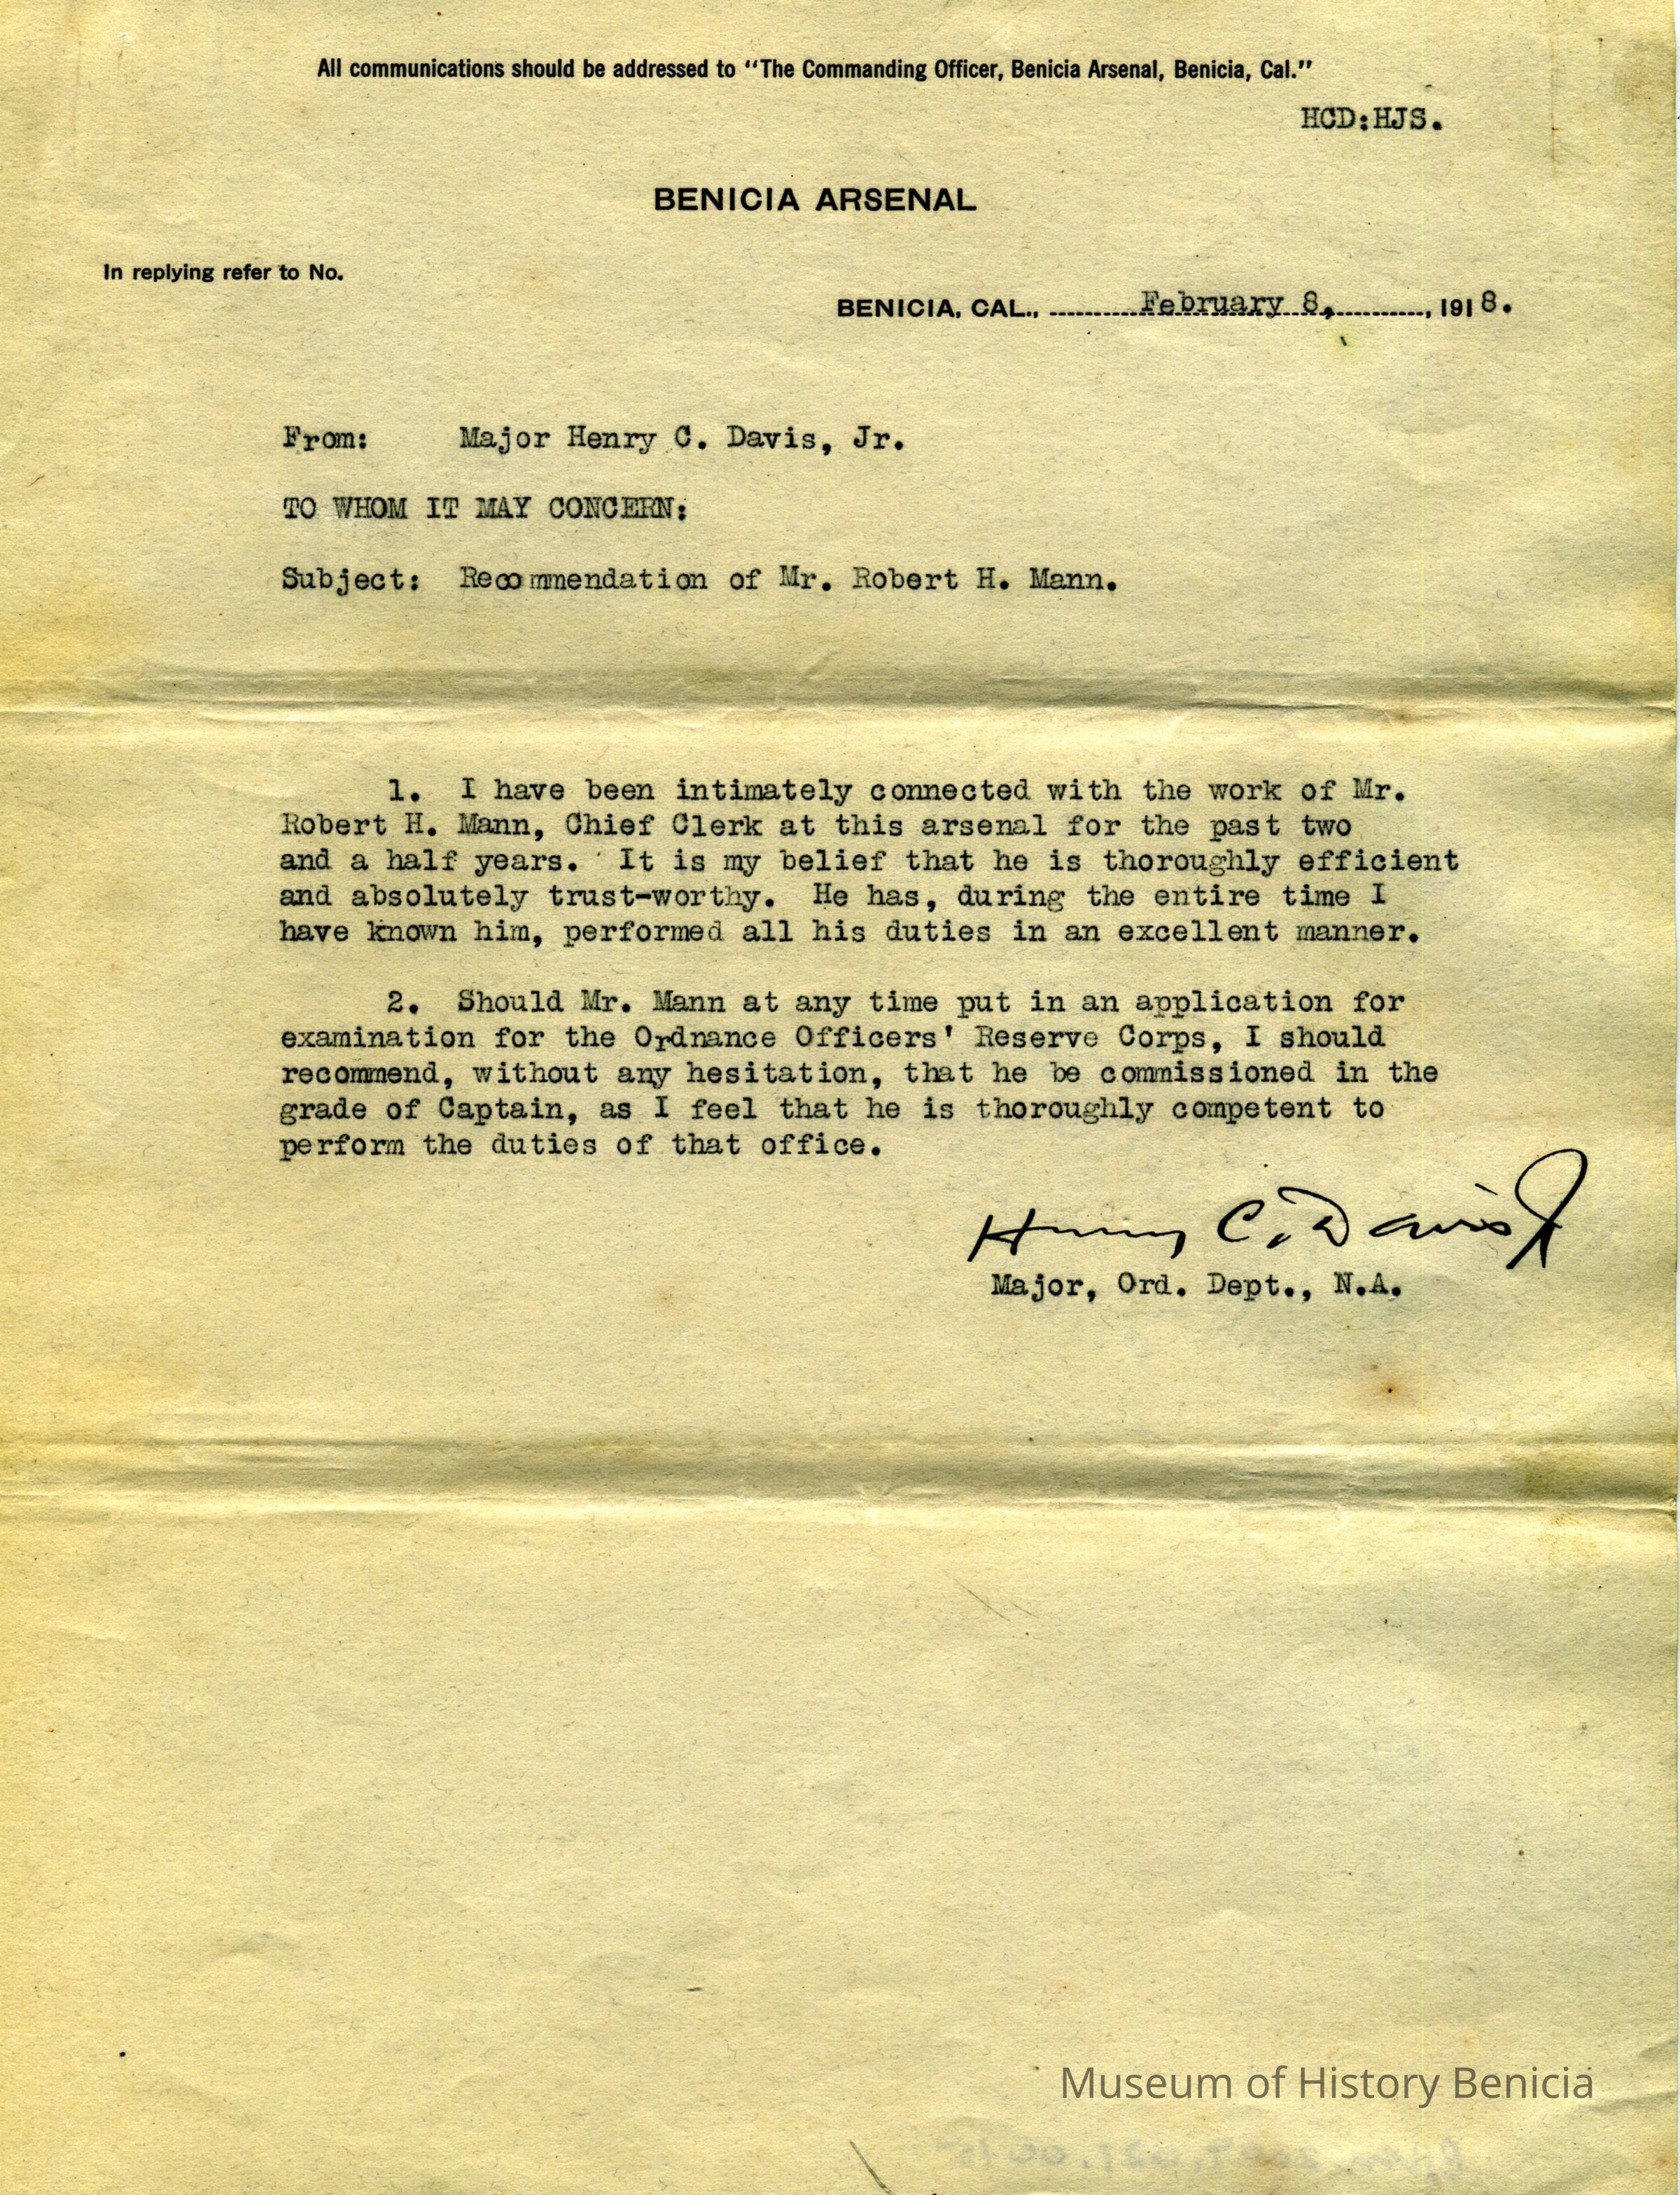 All communications should be addressed to "The Commanding Officer, Benicia Arsenal, Benicia, Cal."
HCD:HJS.
BENICIA ARSENAL
In replying refer to No.
BENICIA, CAL., February 8, , 1918.
From: Major Henry C. Davis, Jr.
TO WHOM IT MAY CONCERN:
Subject: Recommendation of Mr. Robert H. Mann.
1. I have been intimately connected with the work of Mr.
Robert H. Mann, Chief Clerk at this arsenal for the past two
and a half years. It is my belief that he is thoroughly efficient
and absolutely trust-worthy. He has, during the entire time I
have known him, performed all his duties in an excellent manner.
2. Should Mr. Mann at any time put in an application for
examination for the Ordnance Officers' Reserve Corps, I should
recommend, without any hesitation, that he be commissioned in the
grade of Captain, as I feel that he is thoroughly competent to
perform the duties of that office.
Henry C. Davis Jr
Major, Ord. Dept., N.A.
Museum of History Benicia